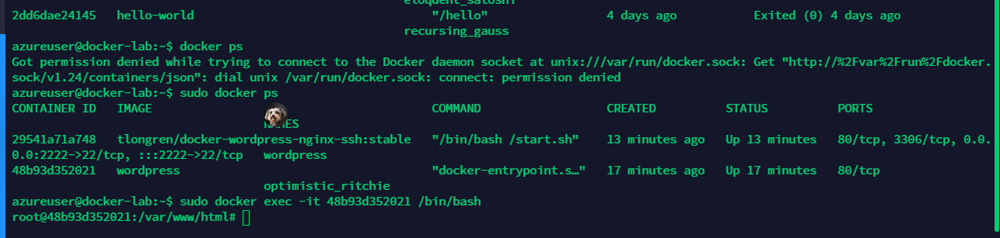 eloquent_satoshi
2dd6dae24145 hello-world "/hello" 4 days ago Exited (0) 4 days ago
recursing_gauss
azureuser@docker-lab:~$ docker ps
Got permission denied while trying to connect to the Docker daemon socket at unix:///var/run/docker.sock: Get "http://%2Fvar%2Frun%2Fdocker.
sock/v1.24/containers/json": dial unix /var/run/docker.sock: connect: permission denied
azureuser@docker-lab:~$ sudo docker ps
CONTAINER ID IMAGE COMMAND CREATED STATUS PORTS
NAMES
29541a71a748 tlongren/docker-wordpress-nginx-ssh:stable "/bin/bash /start.sh" 13 minutes ago Up 13 minutes 80/tcp, 3306/tcp, 0.0.
0.0:2222->22/tcp, :::2222->22/tcp wordpress
48b93d352021 wordpress "docker-entrypoint.s…" 17 minutes ago Up 17 minutes 80/tcp
optimistic_ritchie
azureuser@docker-lab:~$ sudo docker exec -it 48b93d352021 /bin/bash
root@48b93d352021:/var/www/html#